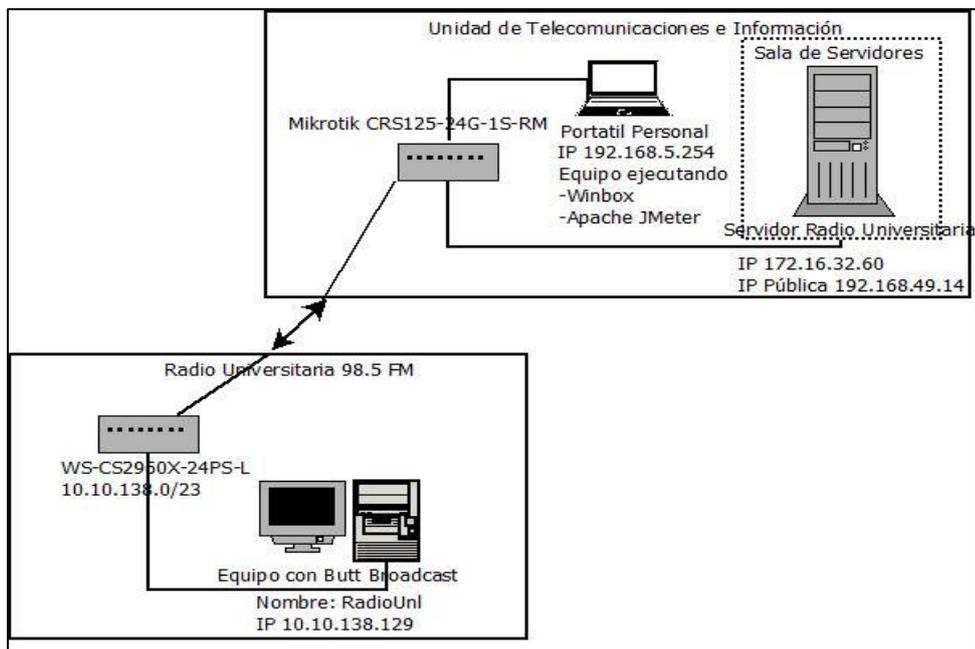 Unidad de Telecomunicaciones e Información
Sala de Servidores
Mikrotik CRS125-24G-1S-RM
Portatil Personal
IP 192.168.5.254
Equipo ejecutando
-Winbox
-Apache JMeter
Servidor Radio Universitaria
IP 172.16.32.60
IP Pública 192.168.49.14
Radio Universitaria 98.5 FM
WS-CS2960X-24PS-L
10.10.138.0/23
Equipo con Butt Broadcast
Nombre: RadioUnl
IP 10.10.138.129